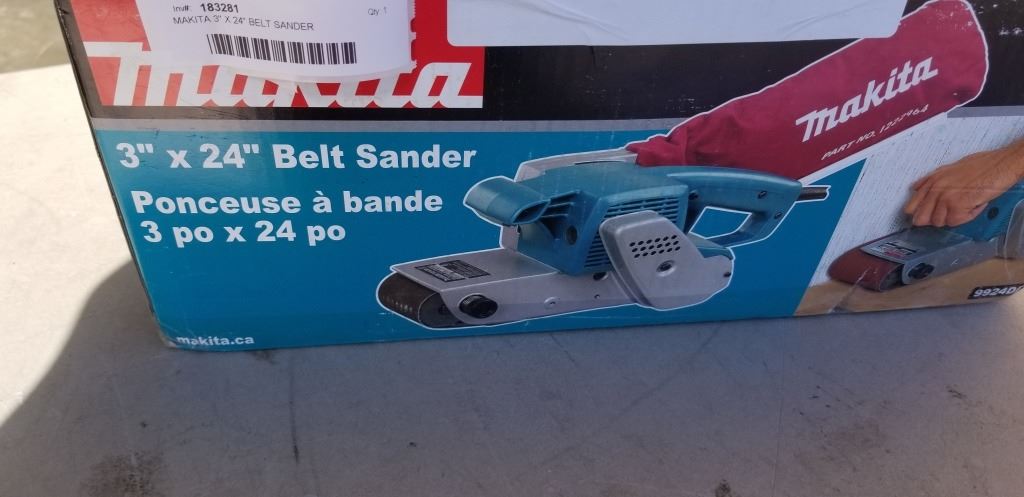 Inv#: 183281
Qty: 1
MAKITA 3" X 24" BELT SANDER
makita
3" x 24" Belt Sander
Ponceuse à bande
3 po x 24 po
makita.ca
makita
PART NO.
9924D